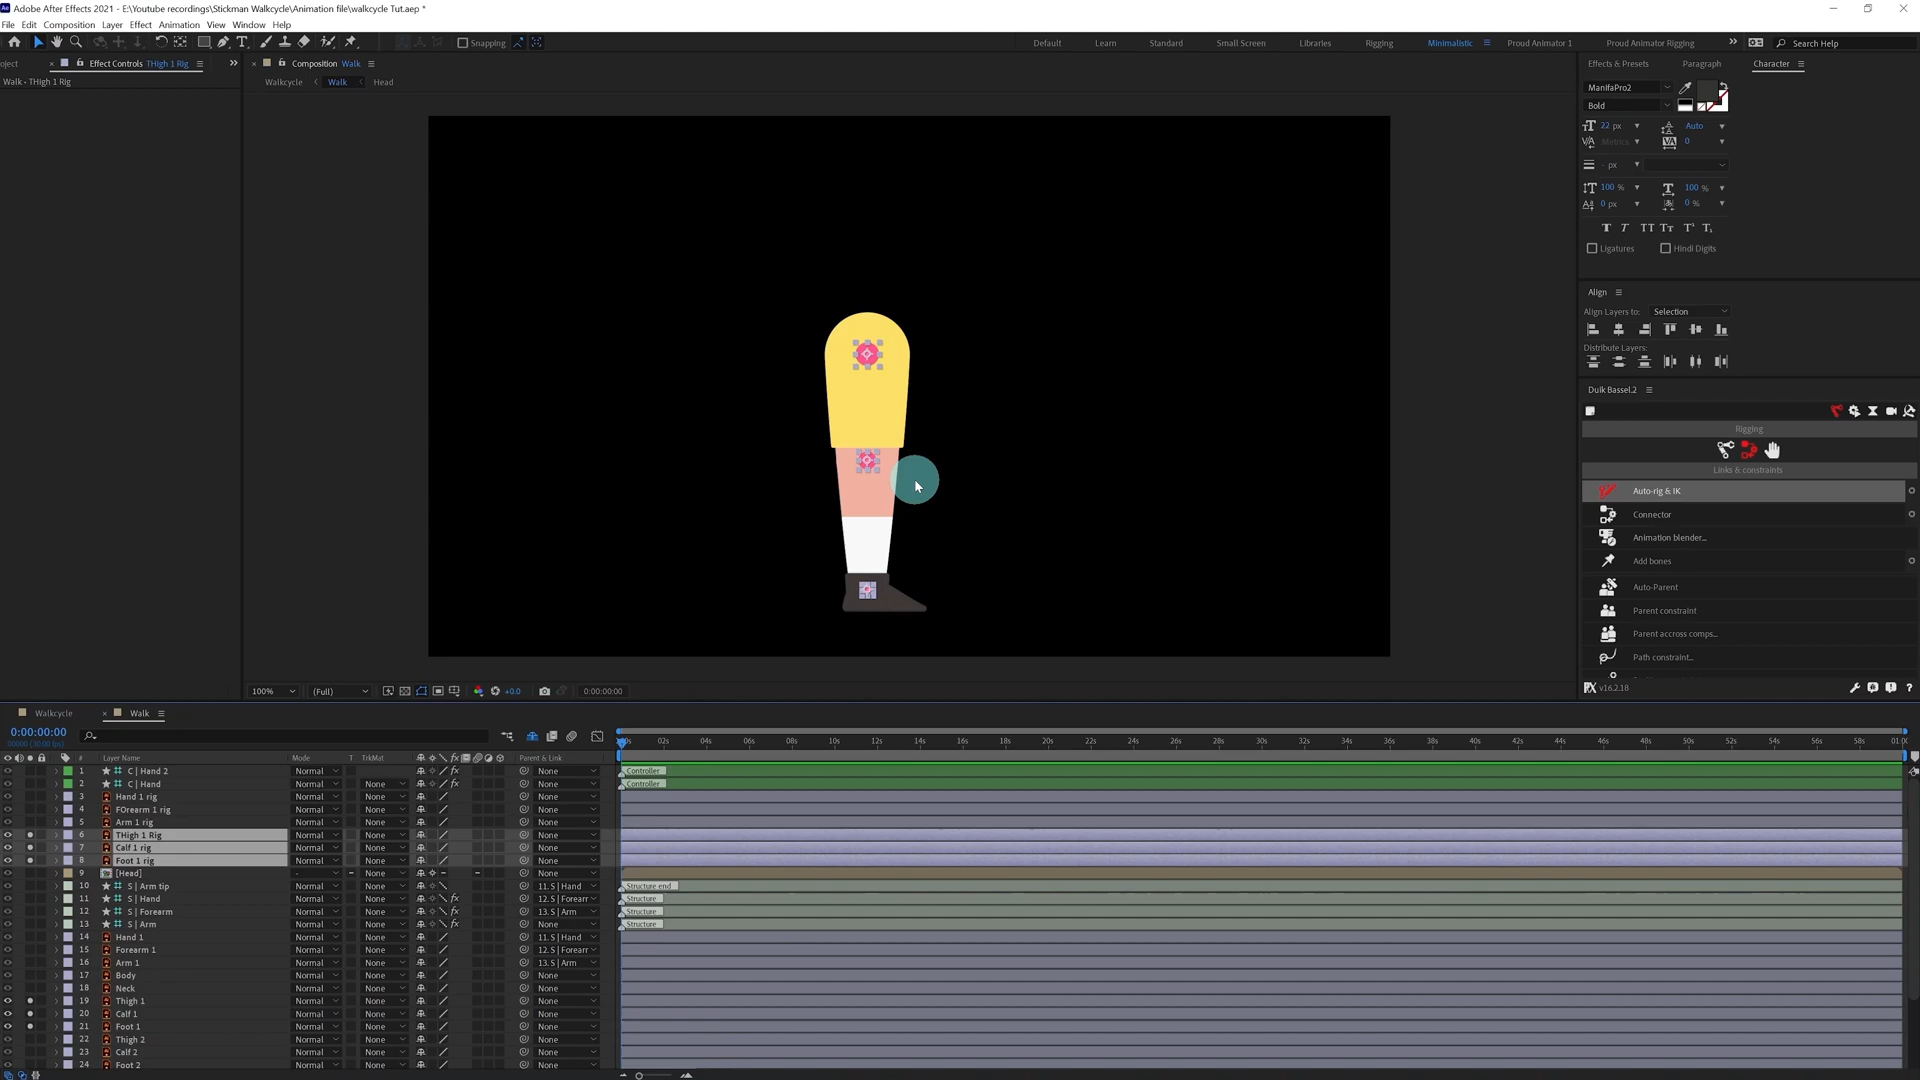 Adobe After Effects 2021 - E:\Youtube recordings\Stickman Walkcycle\Animation file\walkcycle Tut.aep *
File Edit Composition Layer Effect Animation View Window Help
Snapping Default Learn Standard Small Screen Libraries Rigging Minimalistic Proud Animator 1 Proud Animator Rigging Search Help
oject Effect Controls THigh 1 Rig Composition Walk Effects & Presets Paragraph Character
Walk • THigh 1 Rig Walkcycle Walk Head
ManifaPro2
Bold
22 px Auto
Metrics 0
- px
100 % 100 %
0 px 0 %
Ligatures Hindi Digits
Align
Align Layers to: Selection
Distribute Layers:
Duik Bassel.2
Rigging
Links & constraints
Auto-rig & IK
Connector
Animation blender...
Add bones
Auto-Parent
Parent constraint
Parent accross comps...
Path constraint...
v16.2.18
100% (Full) +0.0 0:00:00:00
Walkcycle Walk
0:00:00:00
00000 (30.00 fps)
02s 04s 06s 08s 10s 12s 14s 16s 18s 20s 22s 24s 26s 28s 30s 32s 34s 36s 38s 40s 42s 44s 46s 48s 50s 52s 54s 56s 58s
# Layer Name Mode T TrkMat Parent & Link
1 C | Hand 2 Normal None Controller
2 C | Hand Normal None None Controller
3 Hand 1 rig Normal None None
4 FOrearm 1 rig Normal None None
5 Arm 1 rig Normal None None
6 THigh 1 Rig Normal None None
7 Calf 1 rig Normal None None
8 Foot 1 rig Normal None None
9 [Head] - None None
10 S | Arm tip Normal None 11. S | Hand Structure end
11 S | Hand Normal None 12. S | Forearr Structure
12 S | Forearm Normal None 13. S | Arm Structure
13 S | Arm Normal None None Structure
14 Hand 1 Normal None 11. S | Hand
15 Forearm 1 Normal None 12. S | Forearr
16 Arm 1 Normal None 13. S | Arm
17 Body Normal None None
18 Neck Normal None None
19 Thigh 1 Normal None None
20 Calf 1 Normal None None
21 Foot 1 Normal None None
22 Thigh 2 Normal None None
23 Calf 2 Normal None None
24 Foot 2 Normal None None